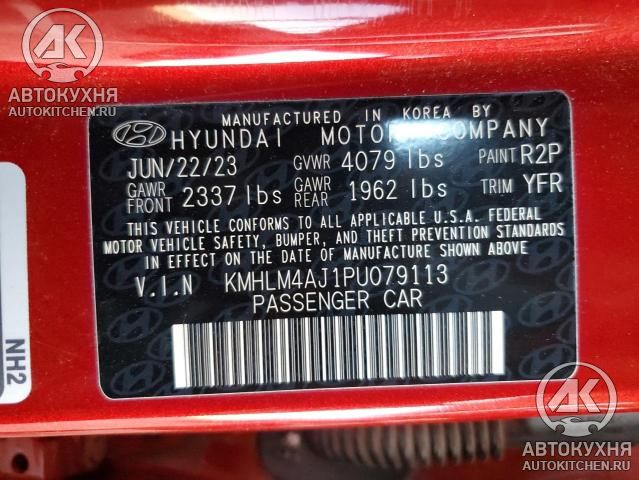 АВТОКУХНЯ
AUTOKITCHEN.RU
MANUFACTURED IN KOREA BY
HYUNDAI MOTOR COMPANY
JUN/22/23 GVWR 4079 lbs PAINT R2P
GAWR FRONT 2337 lbs GAWR REAR 1962 lbs TRIM YFR
THIS VEHICLE CONFORMS TO ALL APPLICABLE U.S.A. FEDERAL
MOTOR VEHICLE SAFETY, BUMPER, AND THEFT PREVENTION STANDARDS
IN EFFECT ON THE DATE OF MANUFACTURE SHOWN ABOVE.
V.I.N KMHLM4AJ1PU079113
PASSENGER CAR
NH2
АВТОКУХНЯ
AUTOKITCHEN.RU